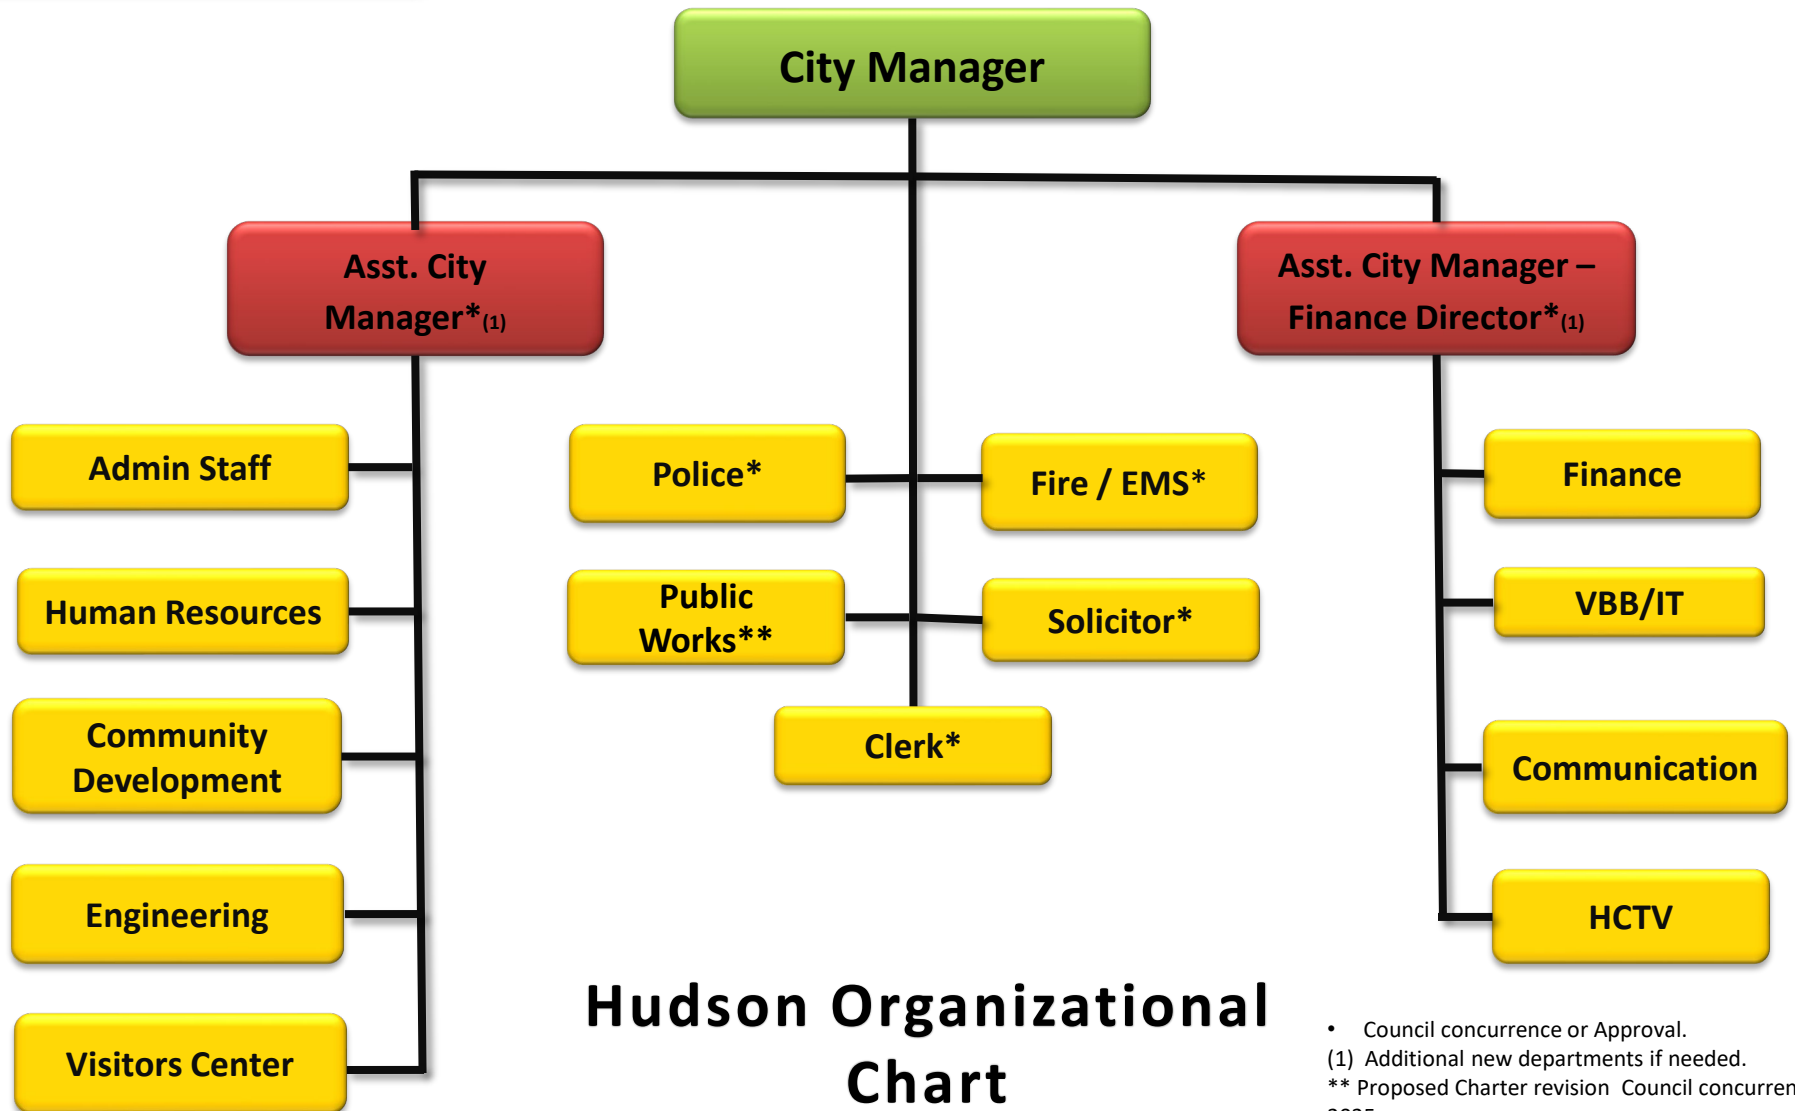 City Manager
Asst. City
Manager*(1)
Asst. City Manager –
Finance Director*(1)
Admin Staff
Human Resources
Community
Development
Engineering
Visitors Center
Police*
Fire / EMS*
Public
Works**
Solicitor*
Clerk*
Finance
VBB/IT
Communication
HCTV
Hudson Organizational
Chart
• Council concurrence or Approval.
(1) Additional new departments if needed.
** Proposed Charter revision Council concurren